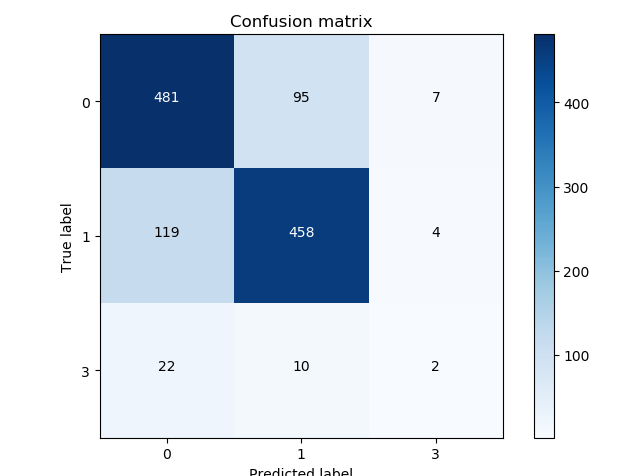 Confusion matrix
0 481 95 7
1 119 458 4
3 22 10 2
0 1 3
True label
Predicted label
400
300
200
100